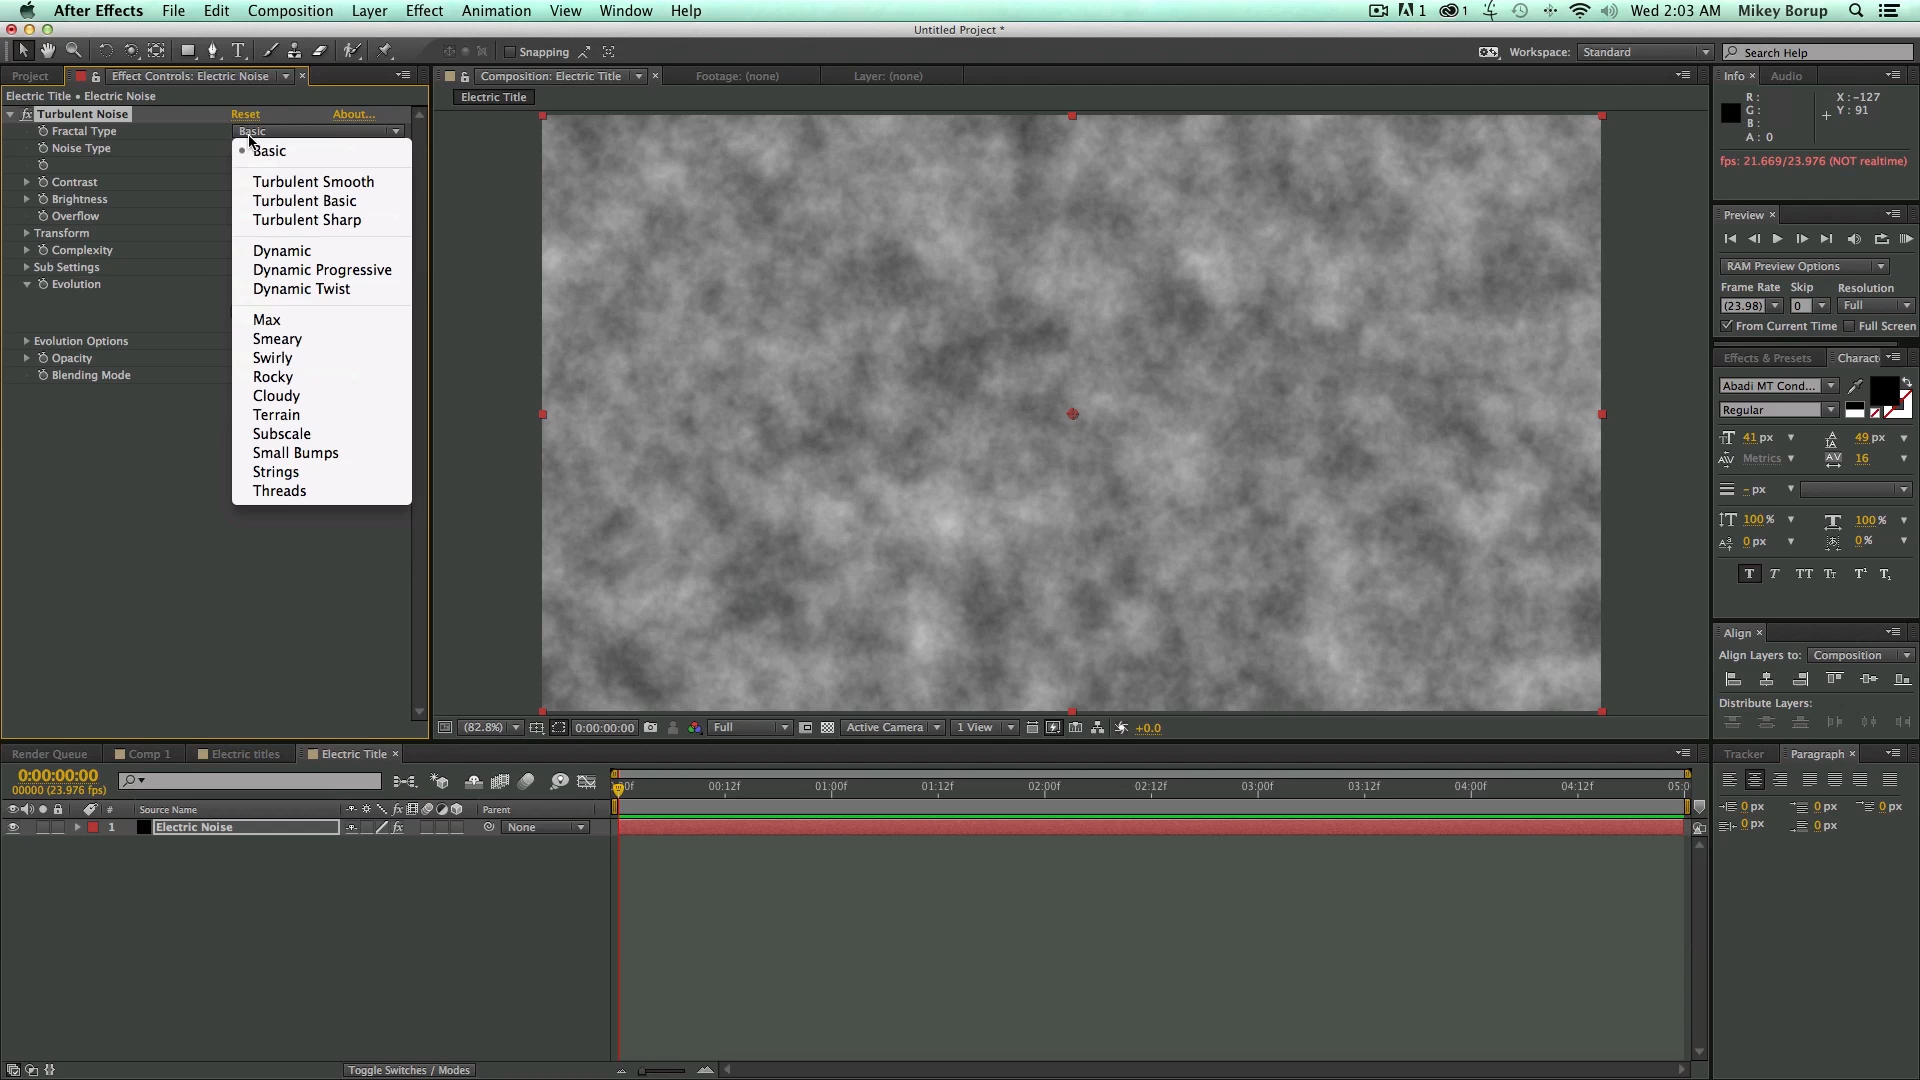 After Effects File Edit Composition Layer Effect Animation View Window Help
1 1 Wed 2:03 AM Mikey Borup
Untitled Project *
Snapping
Workspace: Standard
Search Help
Project
Effect Controls: Electric Noise
Composition: Electric Title
Footage: (none)
Layer: (none)
Info
Audio
Electric Title • Electric Noise
Electric Title
Turbulent Noise Reset About...
Fractal Type Basic
Noise Type
Contrast
Brightness
Overflow
Transform
Complexity
Sub Settings
Evolution
Evolution Options
Opacity
Blending Mode
Basic
Turbulent Smooth
Turbulent Basic
Turbulent Sharp
Dynamic
Dynamic Progressive
Dynamic Twist
Max
Smeary
Swirly
Rocky
Cloudy
Terrain
Subscale
Small Bumps
Strings
Threads
R :
G :
B :
A : 0
X : -127
Y : 91
fps: 21.669/23.976 (NOT realtime)
Preview
RAM Preview Options
Frame Rate Skip Resolution
(23.98) 0 Full
From Current Time Full Screen
Effects & Presets
Charact
Abadi MT Cond...
Regular
41 px 49 px
Metrics 16
- px
100 % 100 %
0 px 0 %
T T TT Tr T¹ T₁
Align
Align Layers to: Composition
Distribute Layers:
(82.8%) 0:00:00:00 Full Active Camera 1 View +0.0
Render Queue Comp 1 Electric titles Electric Title
Tracker Paragraph
0:00:00:00
00000 (23.976 fps)
00f 00:12f 01:00f 01:12f 02:00f 02:12f 03:00f 03:12f 04:00f 04:12f 05:0
# Source Name Parent
1 Electric Noise None
0 px 0 px 0 px
0 px 0 px
Toggle Switches / Modes